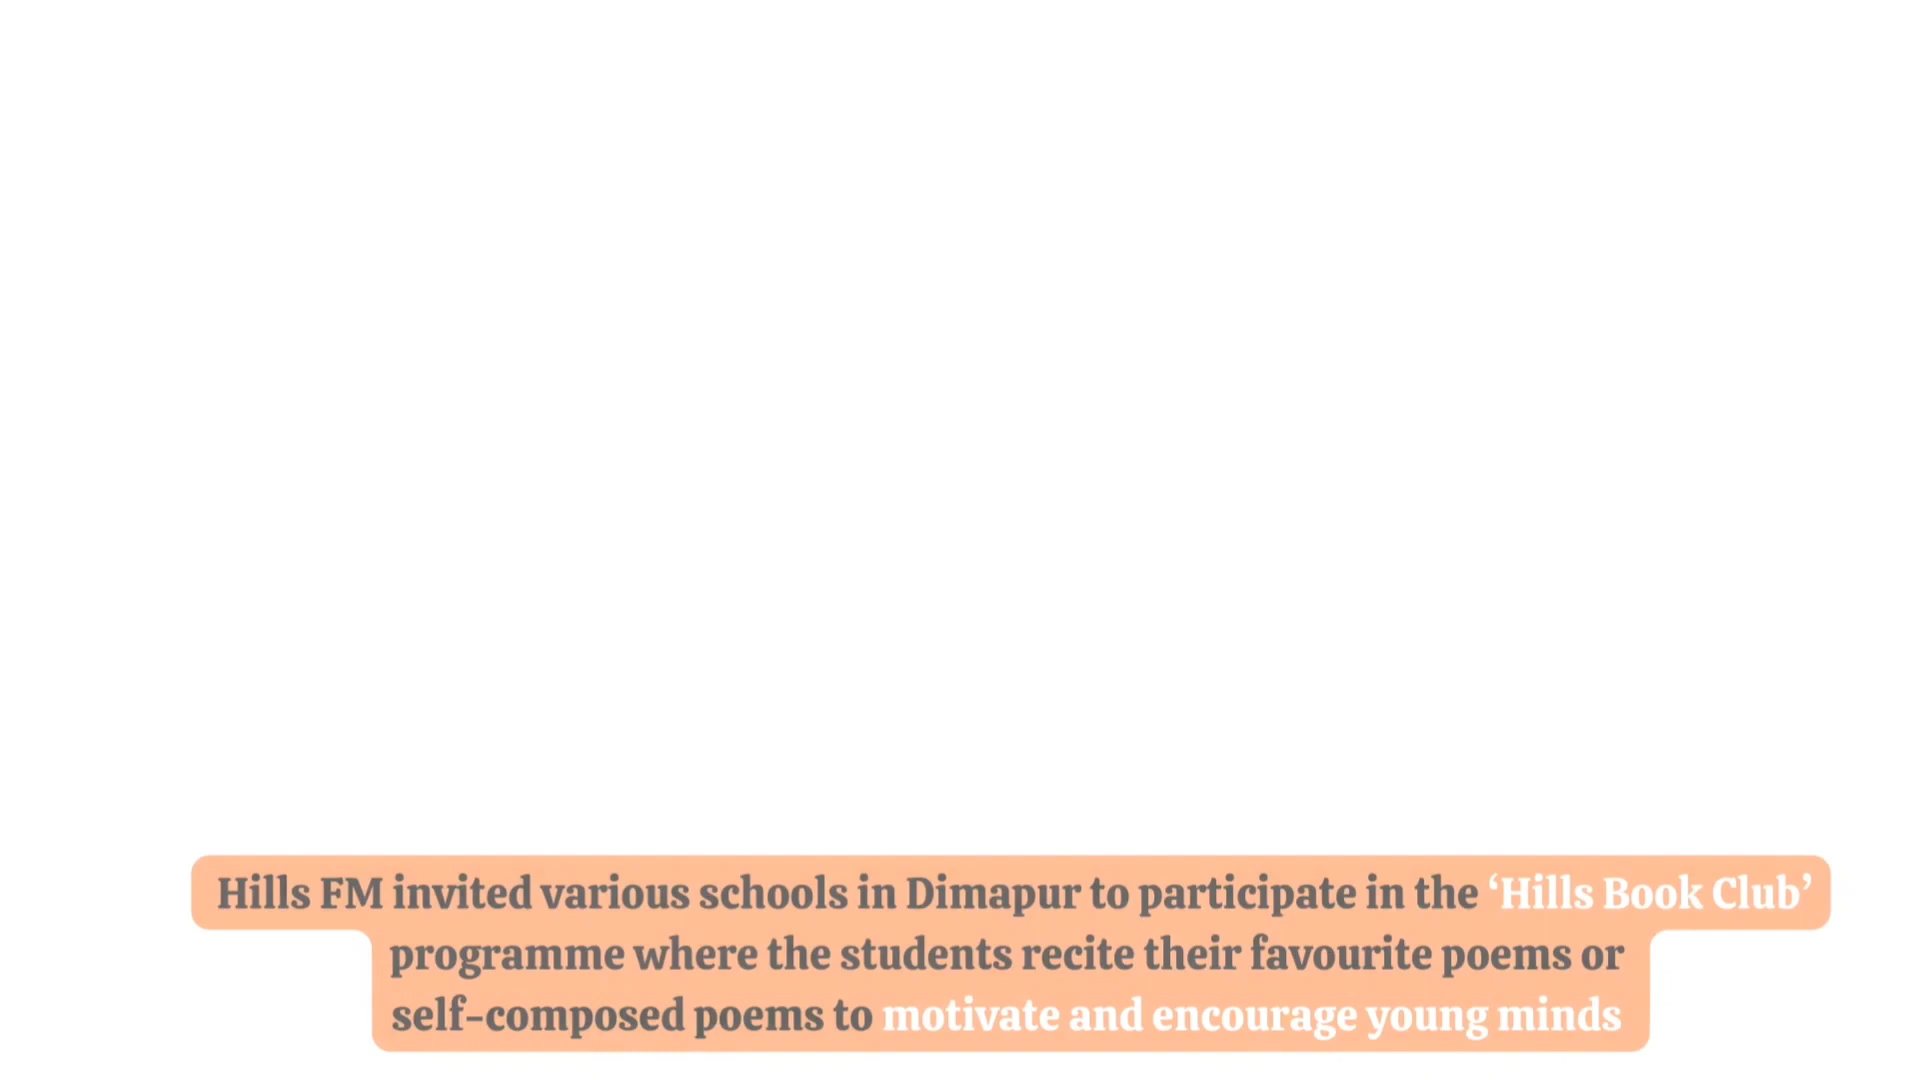 Hills FM invited various schools in Dimapur to participate in the ‘Hills Book Club’
programme where the students recite their favourite poems or
self-composed poems to motivate and encourage young minds